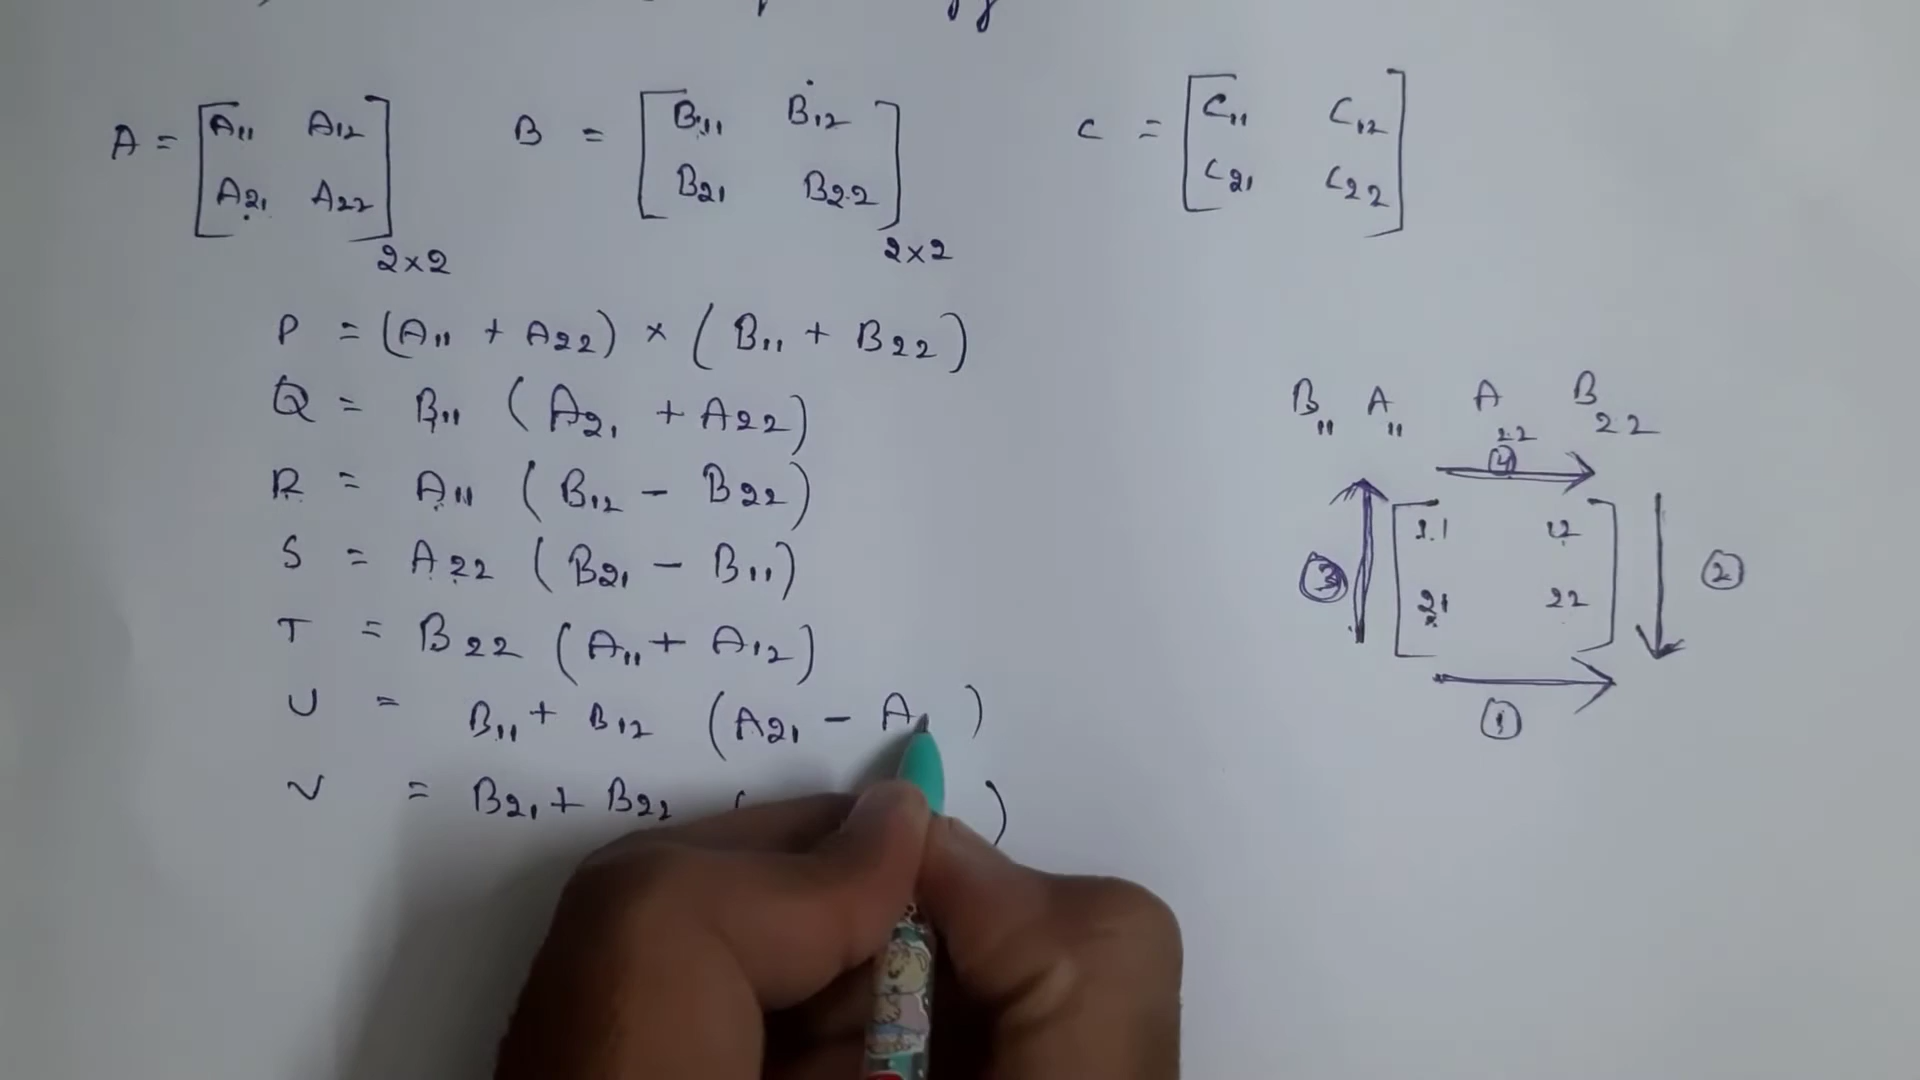 A = [A11 A12
A21 A22] 2×2
B = [B11 B12
B21 B22] 2×2
C = [C11 C12
C21 C22]
P = (A11 + A22) × (B11 + B22)
Q = B11 (A21 + A22)
R = A11 (B12 - B22)
S = A22 (B21 - B11)
T = B22 (A11 + A12)
U = B11 + B12 (A21 - A )
V = B21 + B22 ( )
B11 A11 A22 B22
4
3
11 12
21 22
2
1